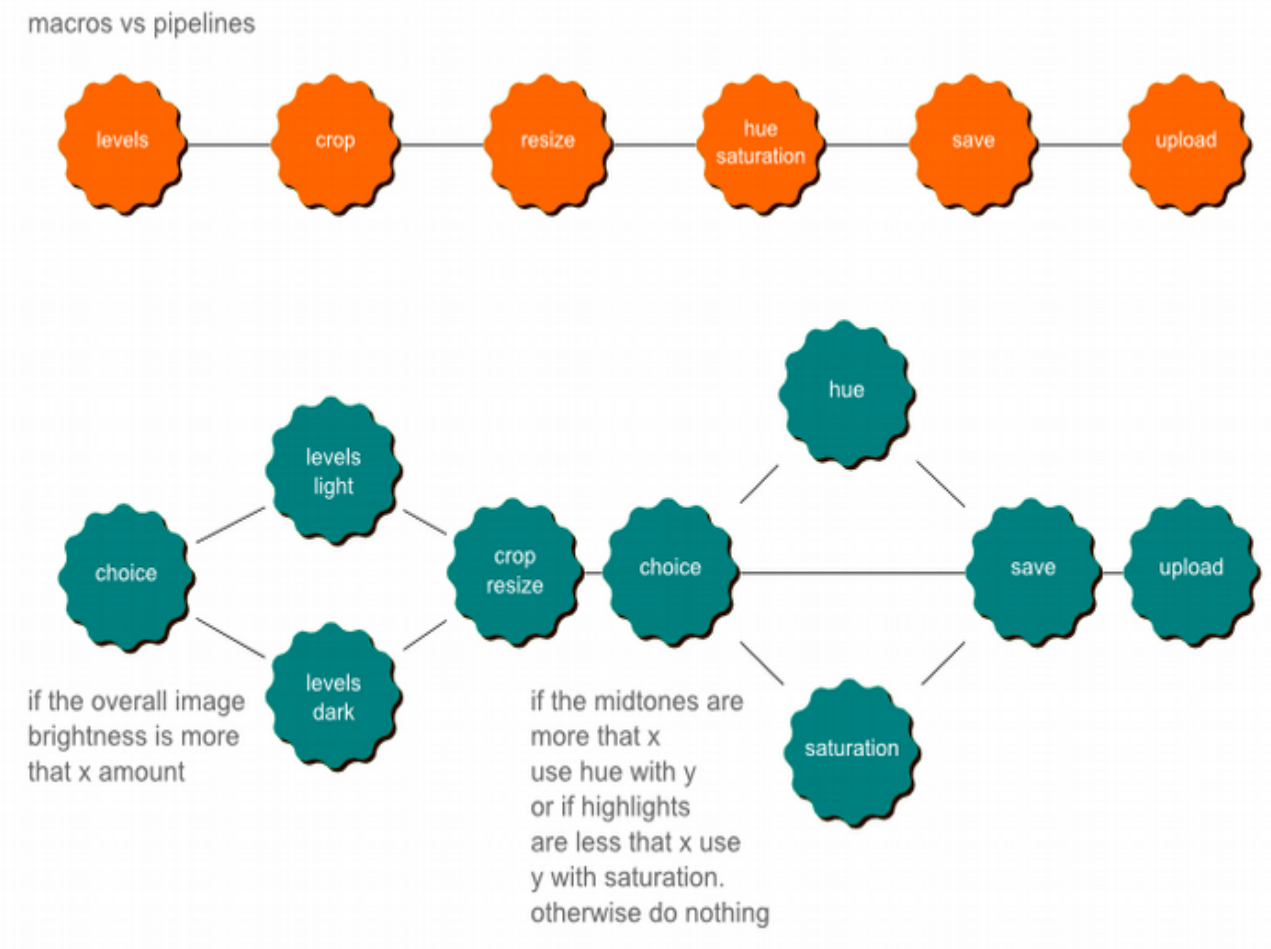 macros vs pipelines
levels
crop
resize
hue
saturation
save
upload
hue
levels
light
choice
crop
resize
choice
save
upload
levels
dark
saturation
if the overall image
brightness is more
that x amount
if the midtones are
more that x
use hue with y
or if highlights
are less that x use
y with saturation.
otherwise do nothing